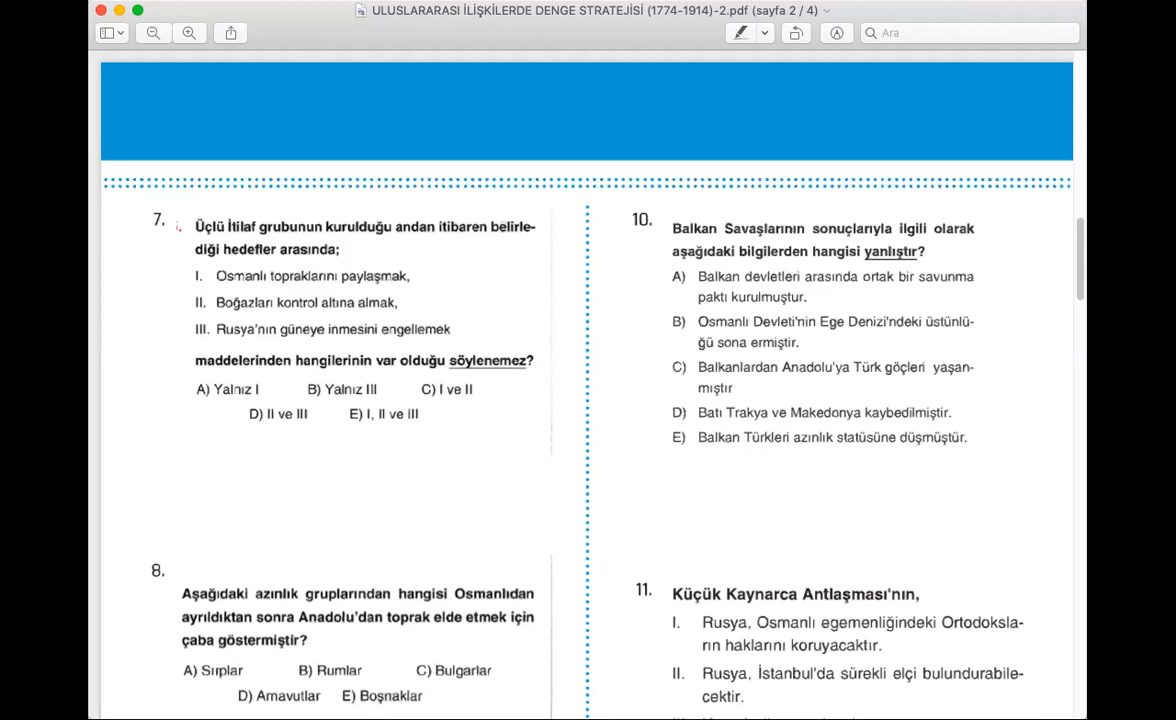 ULUSLARARASI İLİŞKİLERDE DENGE STRATEJİSİ (1774-1914)-2.pdf (sayfa 2 / 4)
Ara
7.
Üçlü İtilaf grubunun kurulduğu andan itibaren belirle-
diği hedefler arasında;
I. Osmanlı topraklarını paylaşmak,
II. Boğazları kontrol altına almak,
III. Rusya'nın güneye inmesini engellemek
maddelerinden hangilerinin var olduğu söylenemez?
A) Yalnız I B) Yalnız III C) I ve II
D) II ve III E) I, II ve III
8.
Aşağıdaki azınlık gruplarından hangisi Osmanlıdan
ayrıldıktan sonra Anadolu'dan toprak elde etmek için
çaba göstermiştir?
A) Sırplar B) Rumlar C) Bulgarlar
D) Arnavutlar E) Boşnaklar
10.
Balkan Savaşlarının sonuçlarıyla ilgili olarak
aşağıdaki bilgilerden hangisi yanlıştır?
A) Balkan devletleri arasında ortak bir savunma
paktı kurulmuştur.
B) Osmanlı Devleti'nin Ege Denizi'ndeki üstünlü-
ğü sona ermiştir.
C) Balkanlardan Anadolu'ya Türk göçleri yaşan-
mıştır
D) Batı Trakya ve Makedonya kaybedilmiştir.
E) Balkan Türkleri azınlık statüsüne düşmüştür.
11.
Küçük Kaynarca Antlaşması'nın,
I. Rusya, Osmanlı egemenliğindeki Ortodoksla-
rın haklarını koruyacaktır.
II. Rusya, İstanbul'da sürekli elçi bulundurabile-
cektir.